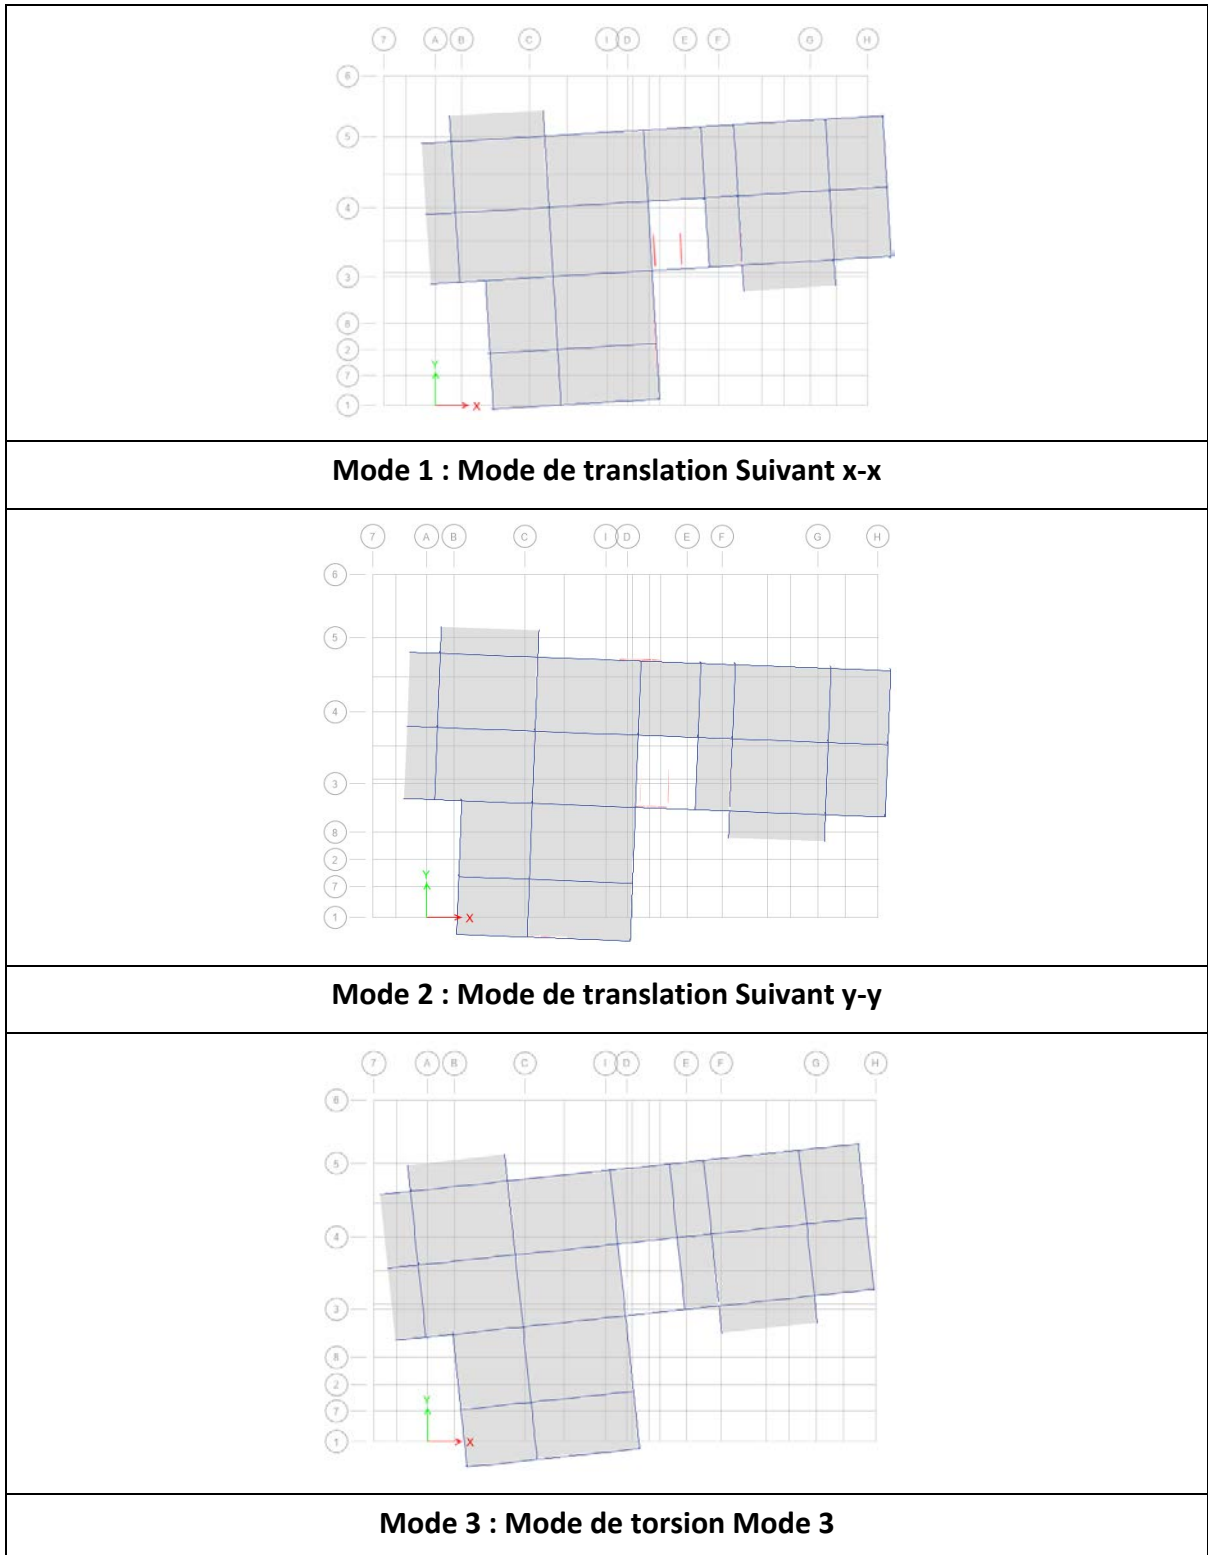 7 A B C I D E F G H
6
5
4
3
8
2
7
1
Y
X
Mode 1 : Mode de translation Suivant x-x
7 A B C I D E F G H
6
5
4
3
8
2
7
1
Y
X
Mode 2 : Mode de translation Suivant y-y
7 A B C I D E F G H
6
5
4
3
8
2
7
1
Y
X
Mode 3 : Mode de torsion Mode 3